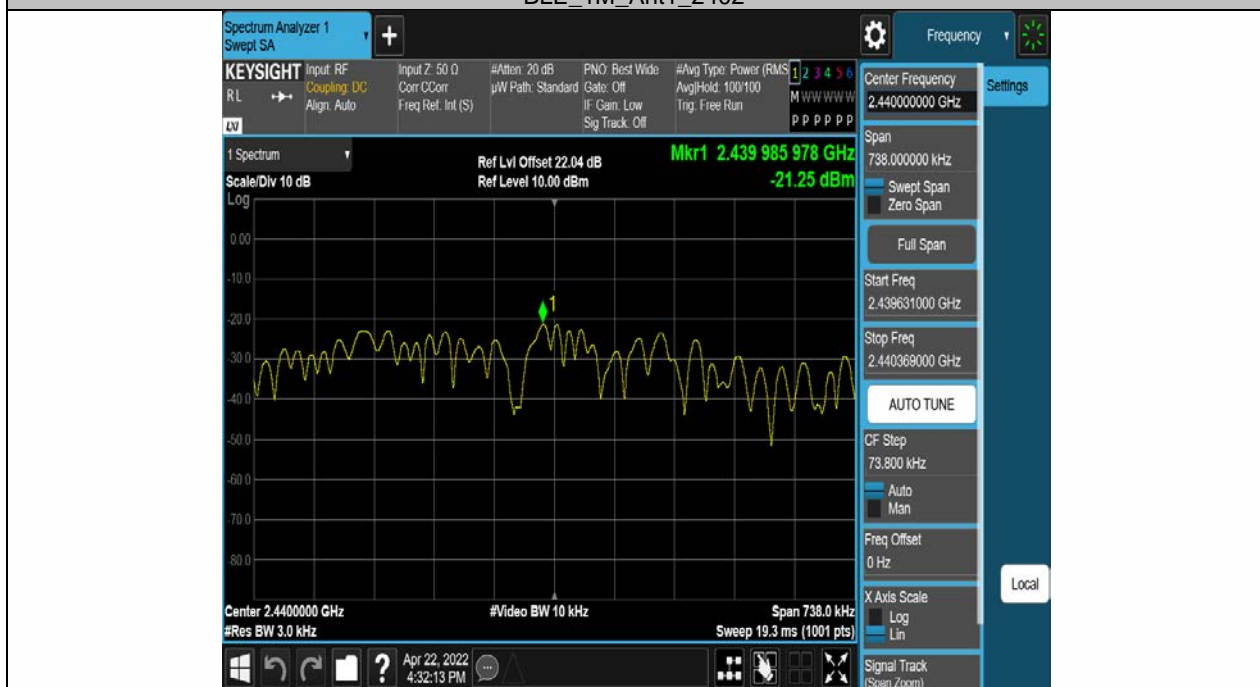 BLE_1M_Ant1_2402
Spectrum Analyzer 1
Swept SA
+
Frequency
KEYSIGHT
RL
LXI
Input: RF
Coupling: DC
Align: Auto
Input Z: 50 Ω
Corr CCorr
Freq Ref: Int (S)
#Atten: 20 dB
µW Path: Standard
PNO: Best Wide
Gate: Off
IF Gain: Low
Sig Track: Off
#Avg Type: Power (RMS
Avg|Hold: 100/100
Trig: Free Run
1 2 3 4 5 6
M W W W W W
P P P P P P
1 Spectrum
Scale/Div 10 dB
Log
Ref Lvl Offset 22.04 dB
Ref Level 10.00 dBm
Mkr1 2.439 985 978 GHz
-21.25 dBm
1
0.00
-10.0
-20.0
-30.0
-40.0
-50.0
-60.0
-70.0
-80.0
Center 2.4400000 GHz
#Res BW 3.0 kHz
#Video BW 10 kHz
Span 738.0 kHz
Sweep 19.3 ms (1001 pts)
Center Frequency
2.440000000 GHz
Settings
Span
738.000000 kHz
Swept Span
Zero Span
Full Span
Start Freq
2.439631000 GHz
Stop Freq
2.440369000 GHz
AUTO TUNE
CF Step
73.800 kHz
Auto
Man
Freq Offset
0 Hz
X Axis Scale
Log
Lin
Local
Signal Track
(Span Zoom)
?
Apr 22, 2022
4:32:13 PM